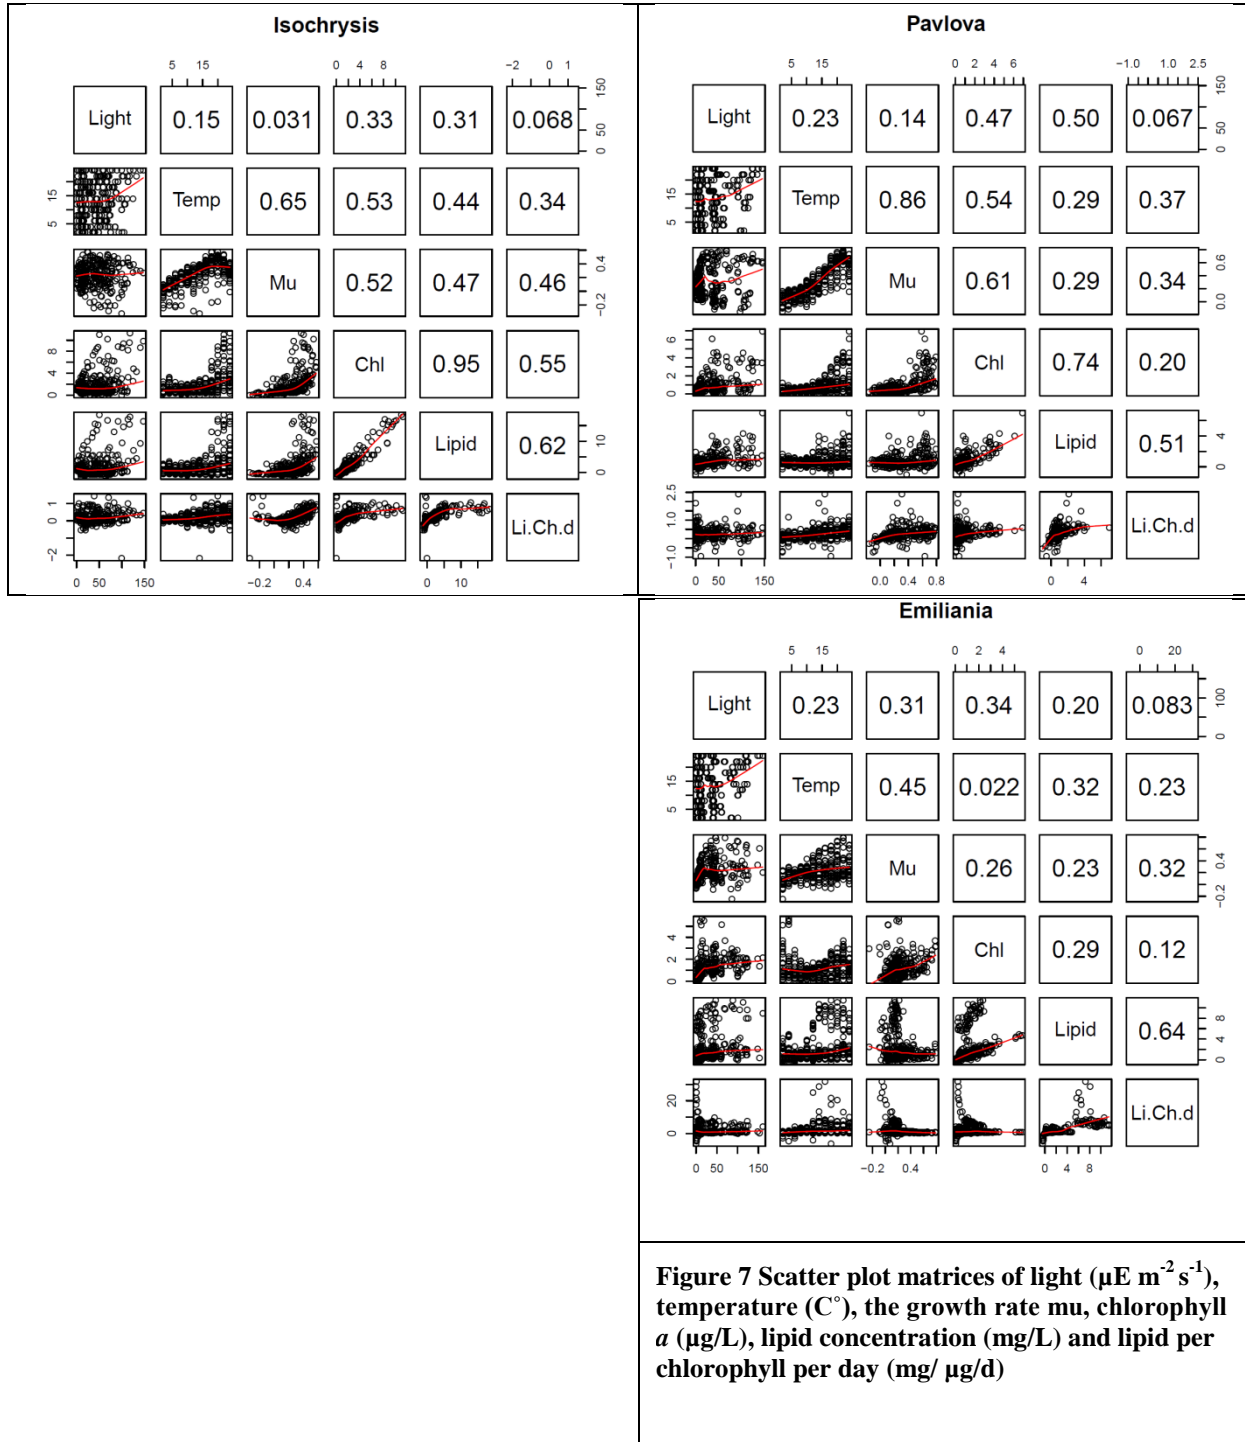 Isochrysis
5 15
0 2 4 6 8 10
-2 0 1
Light 0.15 0.031 0.33 0.31 0.068
0 50 150
5 15
Temp 0.65 0.53 0.44 0.34
Mu 0.52 0.47 0.46
-0.2 0.4
0 4 8
Chl 0.95 0.55
Lipid 0.62
0 10
-2 0 1
Li.Ch.d
0 50 150
-0.2 0.4
0 10
Pavlova
5 15
0 2 4 6
-1.0 1.0 2.5
Light 0.23 0.14 0.47 0.50 0.067
0 50 150
5 15
Temp 0.86 0.54 0.29 0.37
Mu 0.61 0.29 0.34
0.0 0.6
0 1 2 4 6
Chl 0.74 0.20
Lipid 0.51
0 4
-1.0 1.0 2.5
Li.Ch.d
0 50 100 150
0.0 0.4 0.8
0 4
Emiliania
5 15
0 2 4
0 20
Light 0.23 0.31 0.34 0.20 0.083
0 100
5 15
Temp 0.45 0.022 0.32 0.23
Mu 0.26 0.23 0.32
-0.2 0.4
0 2 4
Chl 0.29 0.12
Lipid 0.64
0 4 8
0 20
Li.Ch.d
0 50 150
-0.2 0.4
0 4 8
Figure 7 Scatter plot matrices of light (µE m⁻² s⁻¹),
temperature (C°), the growth rate mu, chlorophyll
a (µg/L), lipid concentration (mg/L) and lipid per
chlorophyll per day (mg/ µg/d)